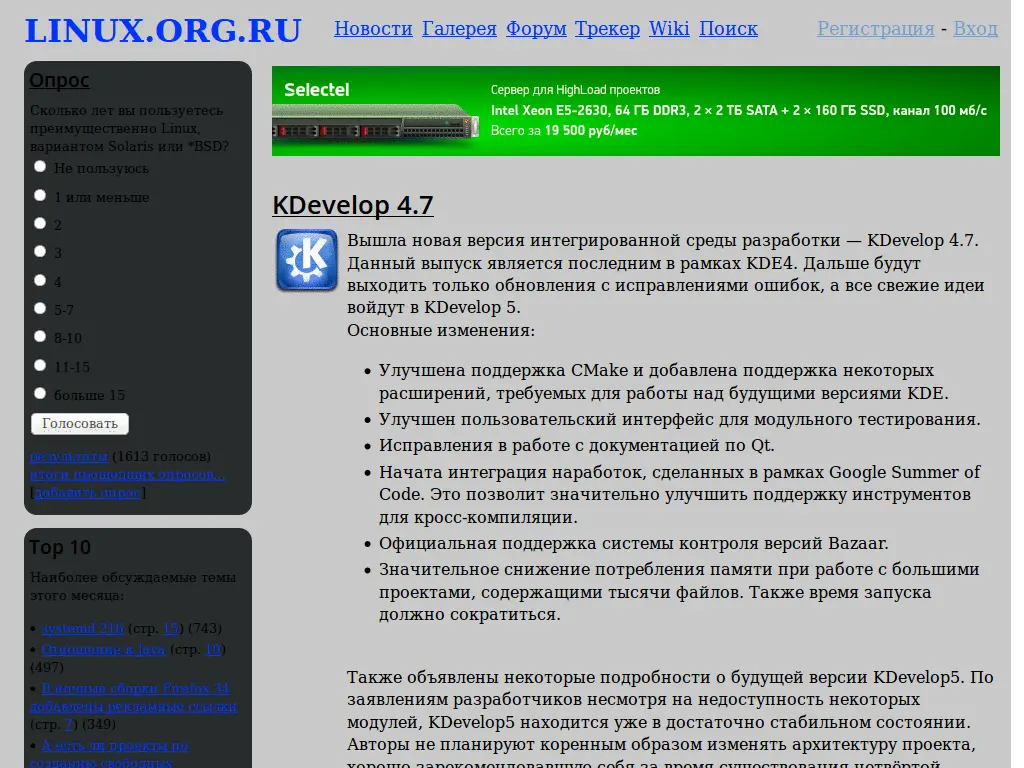 LINUX.ORG.RU
Новости Галерея Форум Трекер Wiki Поиск
Регистрация - Вход
Опрос
Сколько лет вы пользуетесь
преимущественно Linux,
вариантом Solaris или *BSD?
Не пользуюсь
1 или меньше
2
3
4
5-7
8-10
11-15
больше 15
Голосовать
результаты (1613 голосов)
итоги прошедших опросов...
[добавить опрос]
Top 10
Наиболее обсуждаемые темы
этого месяца:
• systemd 216 (стр. 15) (743)
• Отношение к Java (стр. 10)
(497)
• В ночные сборки Firefox 34
добавлены рекламные ссылки
(стр. 7) (349)
• А есть ли проекты по
созданию свободных
Selectel
Сервер для HighLoad проектов
Intel Xeon E5-2630, 64 ГБ DDR3, 2 × 2 ТБ SATA + 2 × 160 ГБ SSD, канал 100 мб/с
Всего за 19 500 руб/мес
KDevelop 4.7
Вышла новая версия интегрированной среды разработки — KDevelop 4.7.
Данный выпуск является последним в рамках KDE4. Дальше будут
выходить только обновления с исправлениями ошибок, а все свежие идеи
войдут в KDevelop 5.
Основные изменения:
• Улучшена поддержка CMake и добавлена поддержка некоторых
расширений, требуемых для работы над будущими версиями KDE.
• Улучшен пользовательский интерфейс для модульного тестирования.
• Исправления в работе с документацией по Qt.
• Начата интеграция наработок, сделанных в рамках Google Summer of
Code. Это позволит значительно улучшить поддержку инструментов
для кросс-компиляции.
• Официальная поддержка системы контроля версий Bazaar.
• Значительное снижение потребления памяти при работе с большими
проектами, содержащими тысячи файлов. Также время запуска
должно сократиться.
Также объявлены некоторые подробности о будущей версии KDevelop5. По
заявлениям разработчиков несмотря на недоступность некоторых
модулей, KDevelop5 находится уже в достаточно стабильном состоянии.
Авторы не планируют коренным образом изменять архитектуру проекта,
хорошо зарекомендовавшую себя за время существования четвёртой